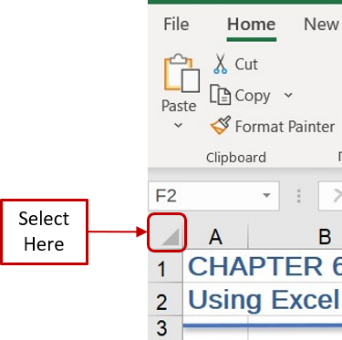 File Home New
Cut
Copy
Paste
Format Painter
Clipboard
F2
Select
Here
A B
1 CHAPTER 6
2 Using Excel
3